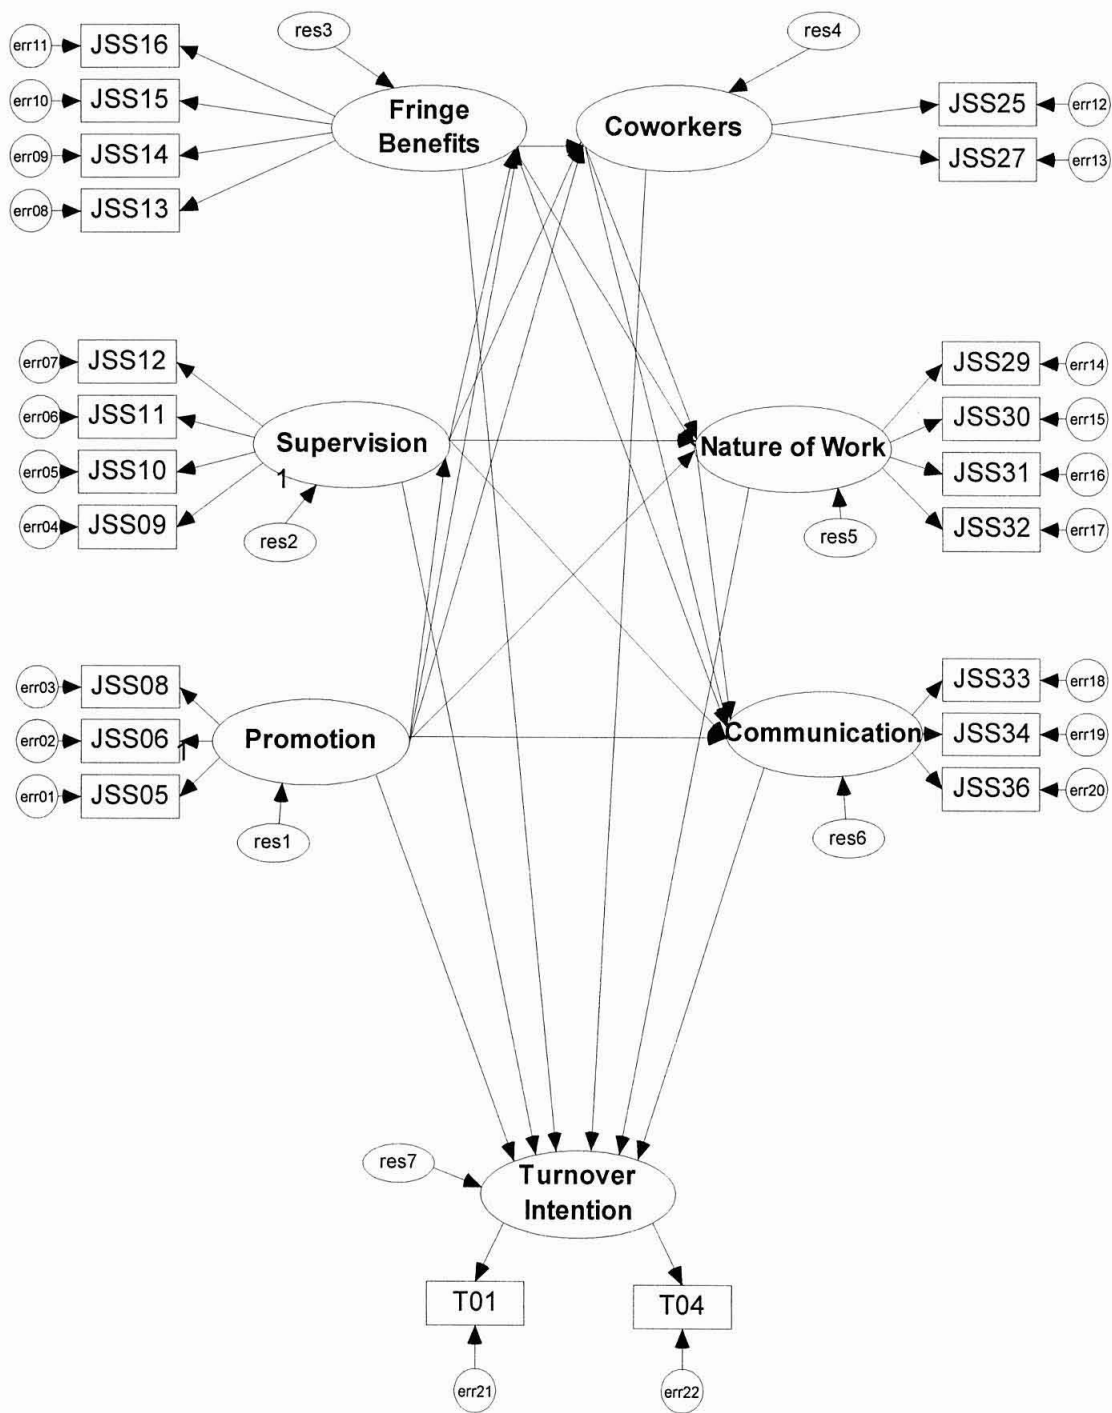 res3
res4
err11
JSS16
err10
JSS15
err09
JSS14
err08
JSS13
Fringe
Benefits
Coworkers
JSS25
err12
JSS27
err13
err07
JSS12
err06
JSS11
err05
JSS10
err04
JSS09
Supervision
1
res2
Nature of Work
res5
JSS29
err14
JSS30
err15
JSS31
err16
JSS32
err17
err03
JSS08
err02
JSS06
1
err01
JSS05
Promotion
res1
Communication
res6
JSS33
err18
JSS34
err19
JSS36
err20
res7
Turnover
Intention
T01
T04
err21
err22